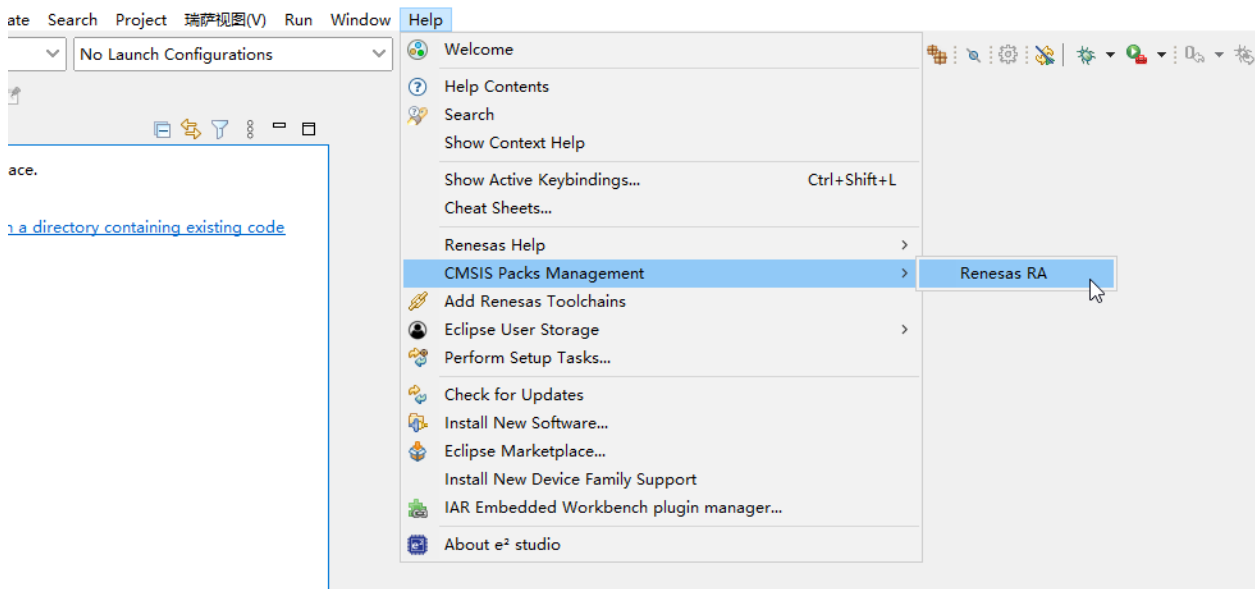 Search Project 瑞萨视图(V) Run Window Help
No Launch Configurations
Welcome
Help Contents
Search
Show Context Help
ace.
Show Active Keybindings... Ctrl+Shift+L
Cheat Sheets...
a directory containing existing code
Renesas Help
CMSIS Packs Management
Renesas RA
Add Renesas Toolchains
Eclipse User Storage
Perform Setup Tasks...
Check for Updates
Install New Software...
Eclipse Marketplace...
Install New Device Family Support
IAR Embedded Workbench plugin manager...
About e² studio